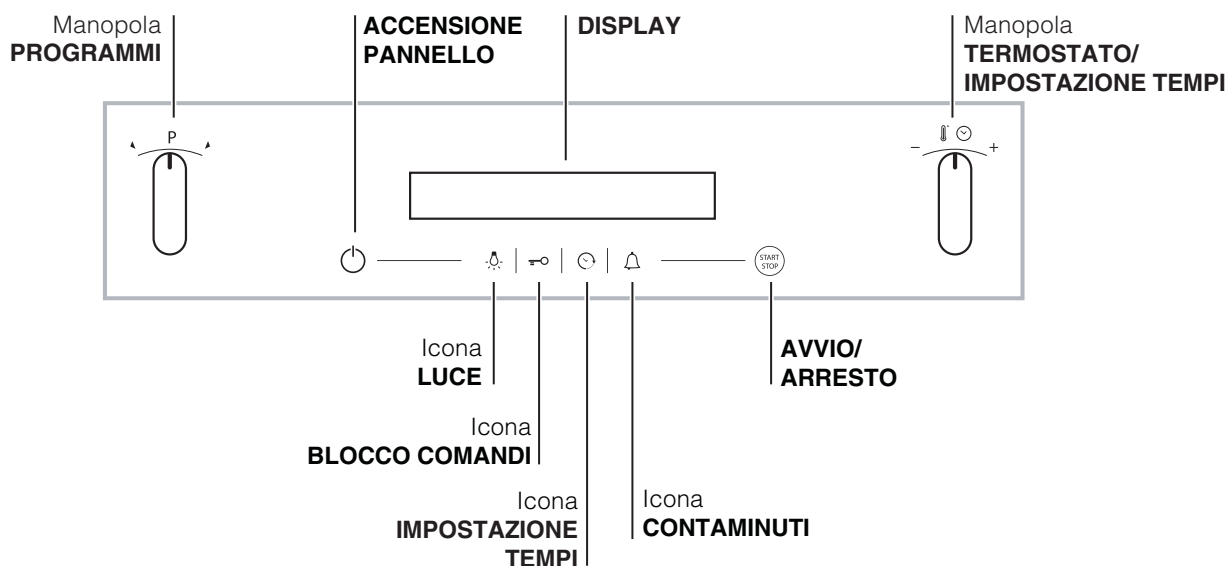 Manopola
PROGRAMMI
ACCENSIONE
PANNELLO
DISPLAY
Manopola
TERMOSTATO/
IMPOSTAZIONE TEMPI
P
- +
START
STOP
Icona
LUCE
AVVIO/
ARRESTO
Icona
BLOCCO COMANDI
Icona
IMPOSTAZIONE
TEMPI
Icona
CONTAMINUTI